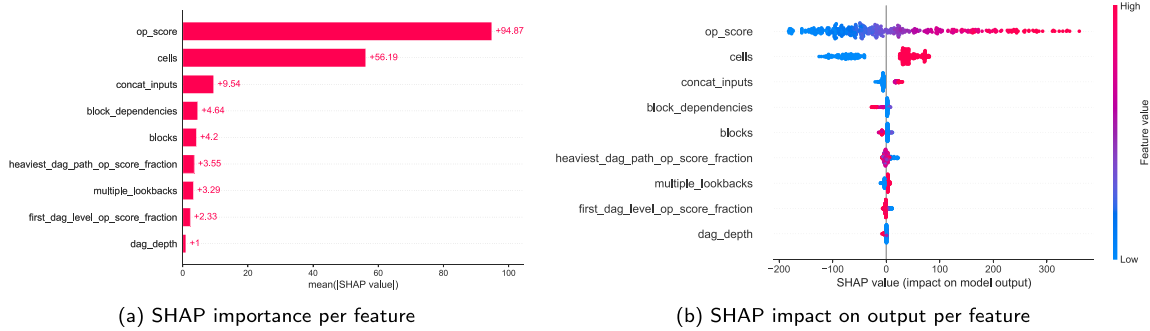 op_score
+94.87
cells
+56.19
concat_inputs
+9.54
block_dependencies
+4.64
blocks
+4.2
heaviest_dag_path_op_score_fraction
+3.55
multiple_lookbacks
+3.29
first_dag_level_op_score_fraction
+2.33
dag_depth
+1
0 20 40 60 80 100
mean(|SHAP value|)
(a) SHAP importance per feature
High
op_score
cells
concat_inputs
block_dependencies
blocks
heaviest_dag_path_op_score_fraction
multiple_lookbacks
first_dag_level_op_score_fraction
dag_depth
Low
Feature value
−200 −100 0 100 200 300
SHAP value (impact on model output)
(b) SHAP impact on output per feature